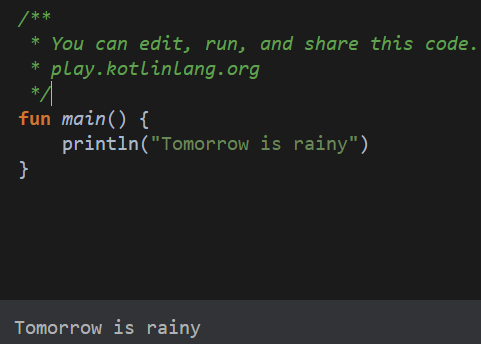 /**
 * You can edit, run, and share this code.
 * play.kotlinlang.org
 */
fun main() {
    println("Tomorrow is rainy")
}
Tomorrow is rainy